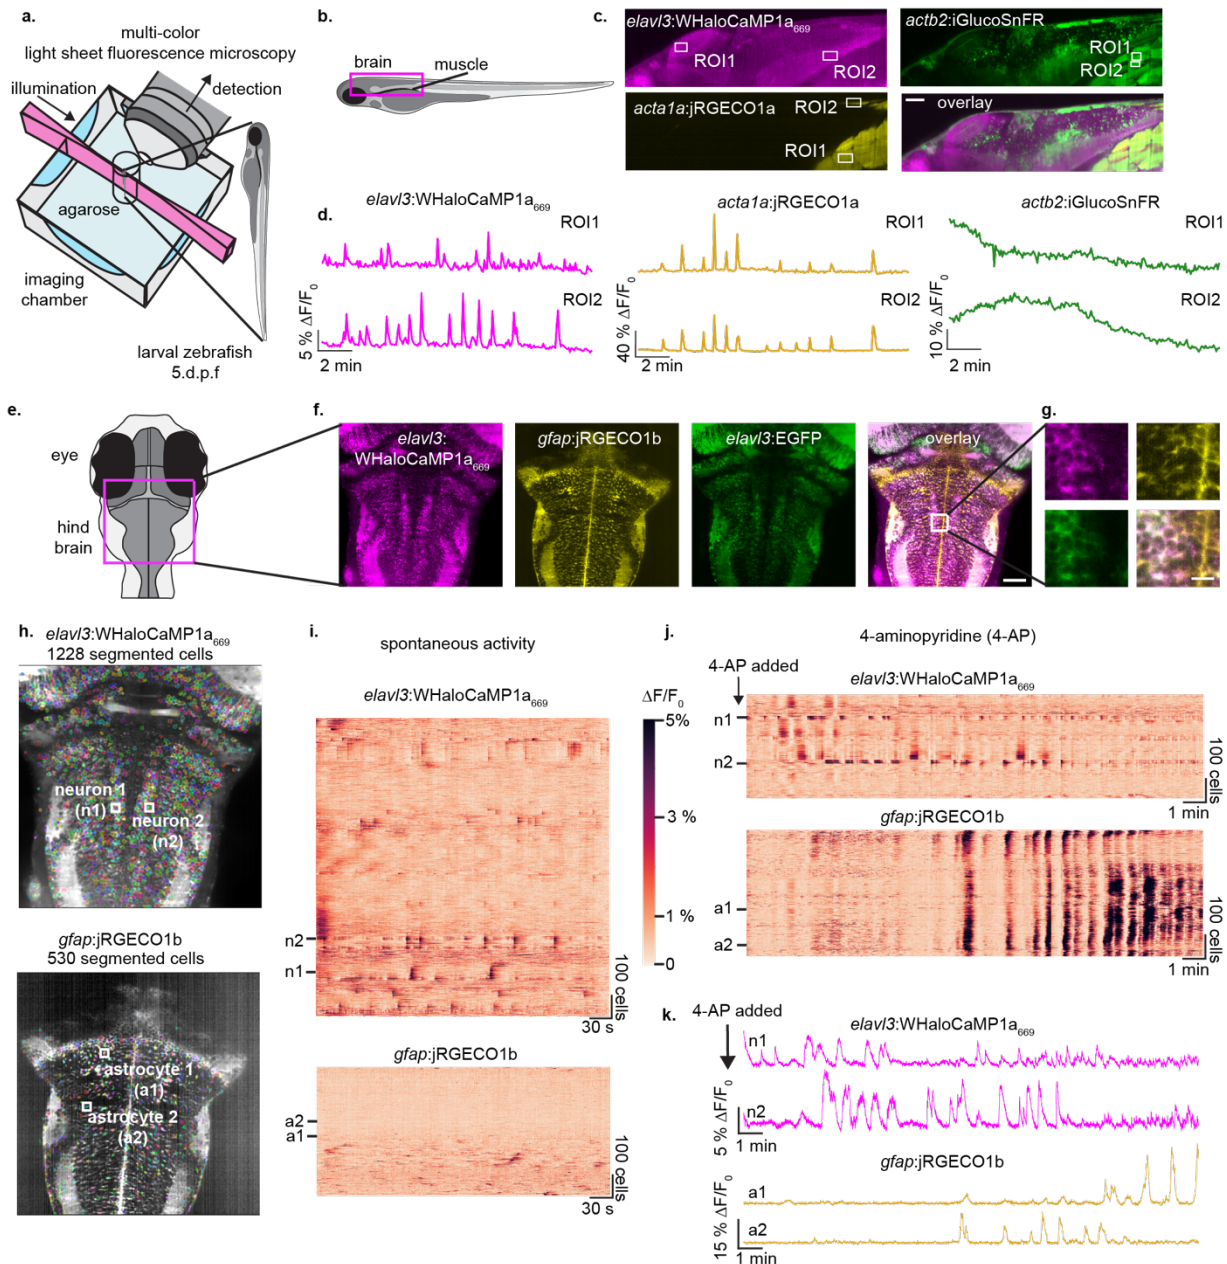 a.
multi-color
light sheet fluorescence microscopy
illumination
detection
agarose
imaging
chamber
larval zebrafish
5.d.p.f
b.
brain
muscle
c.
elavl3:WHaloCaMP1a669
ROI1
ROI2
actb2:iGlucoSnFR
ROI1
ROI2
acta1a:jRGECO1a
ROI2
ROI1
overlay
d.
elavl3:WHaloCaMP1a669
ROI1
ROI2
5 % ΔF/F0
2 min
acta1a:jRGECO1a
ROI1
ROI2
40 % ΔF/F0
2 min
actb2:iGlucoSnFR
ROI1
ROI2
10 % ΔF/F0
2 min
e.
eye
hind
brain
f.
elavl3:
WHaloCaMP1a669
gfap:jRGECO1b
elavl3:EGFP
overlay
g.
h.
elavl3:WHaloCaMP1a669
1228 segmented cells
neuron 1
(n1)
neuron 2
(n2)
gfap:jRGECO1b
530 segmented cells
astrocyte 1
(a1)
astrocyte 2
(a2)
i.
spontaneous activity
elavl3:WHaloCaMP1a669
n2
n1
100 cells
30 s
gfap:jRGECO1b
a2
a1
100 cells
30 s
ΔF/F0
5%
3 %
1 %
0
j.
4-aminopyridine (4-AP)
4-AP added
elavl3:WHaloCaMP1a669
n1
n2
100 cells
1 min
gfap:jRGECO1b
a1
a2
100 cells
1 min
k.
4-AP added
elavl3:WHaloCaMP1a669
n1
n2
5 % ΔF/F0
1 min
gfap:jRGECO1b
a1
a2
15 % ΔF/F0
1 min